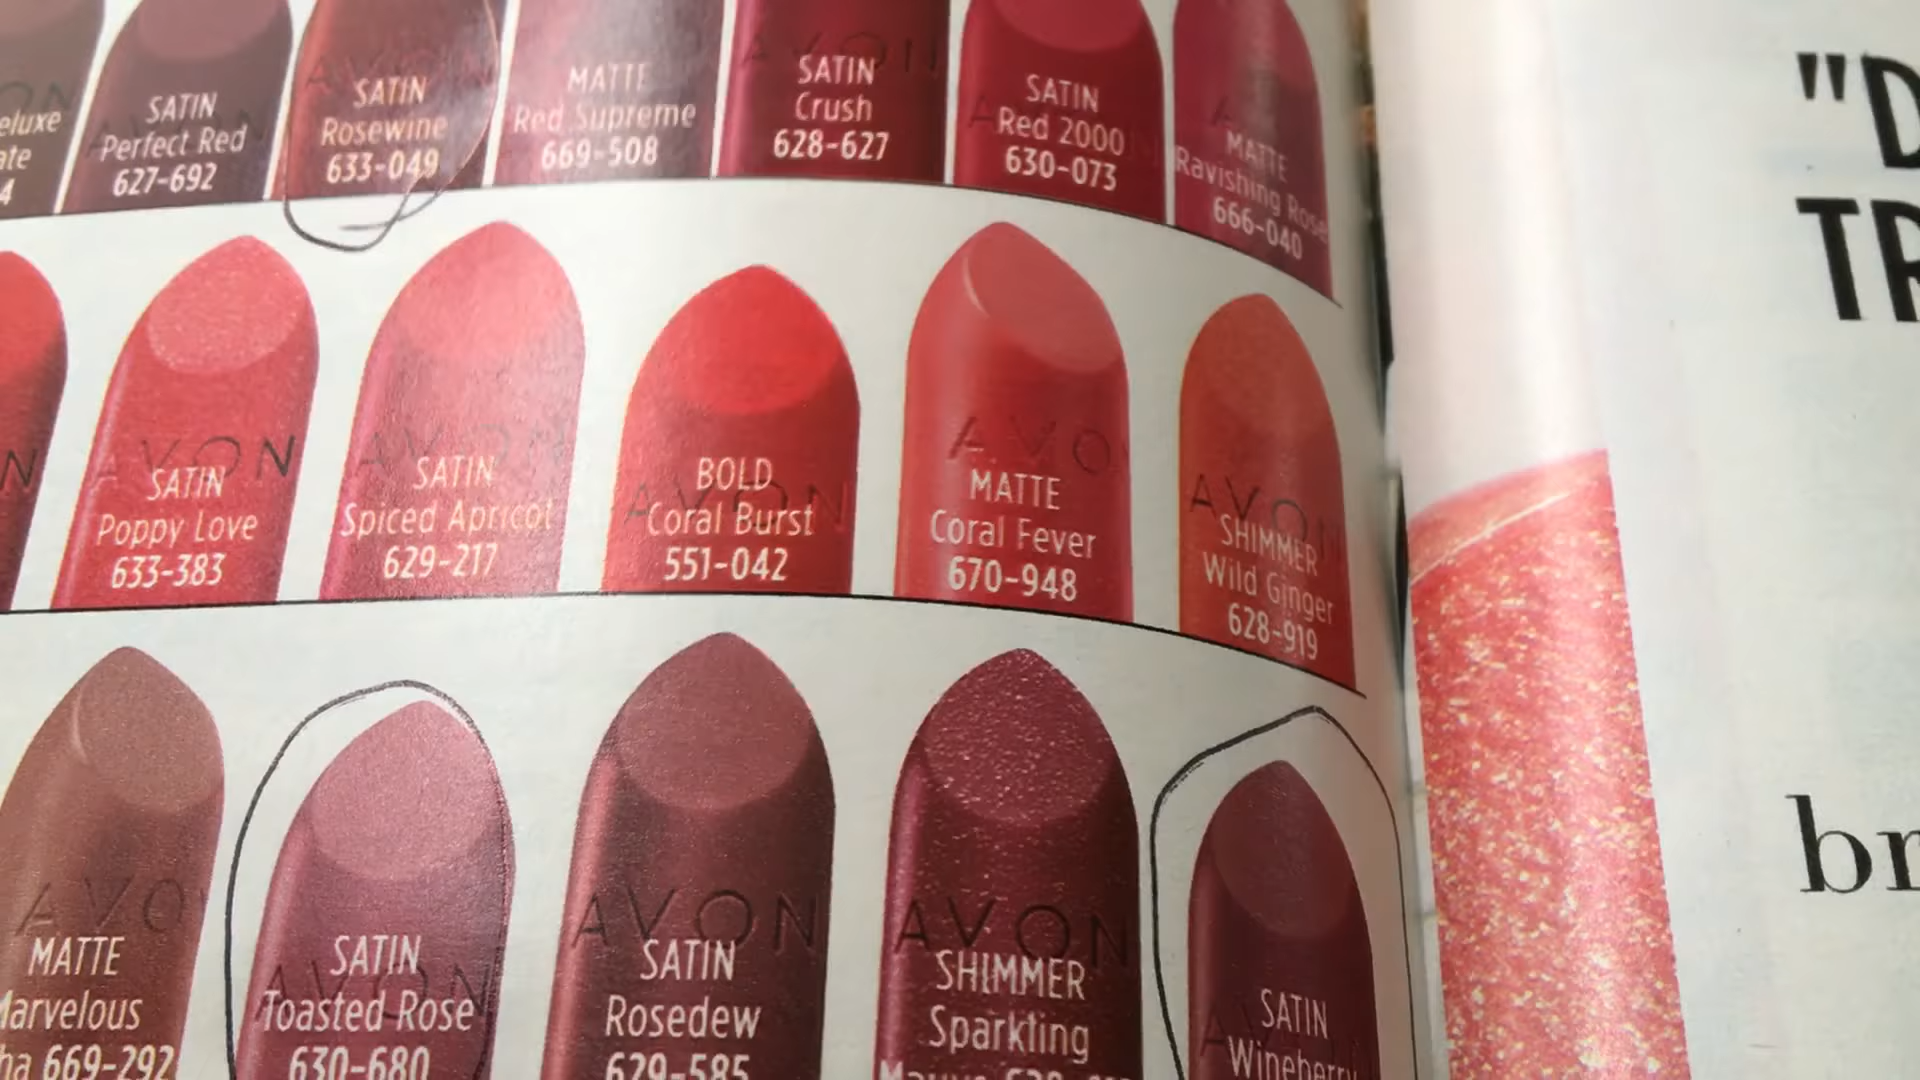 SATIN
Perfect Red
627-692
SATIN
Rosewine
633-049
MATTE
Red Supreme
669-508
SATIN
Crush
628-627
SATIN
Red 2000
630-073
MATTE
Ravishing Rose
666-040
AVON
SATIN
Poppy Love
633-383
AVON
SATIN
Spiced Apricot
629-217
AVON
BOLD
Coral Burst
551-042
AVO
MATTE
Coral Fever
670-948
AVON
SHIMMER
Wild Ginger
628-919
AVO
MATTE
Marvelous
669-292
AVON
SATIN
Toasted Rose
630-680
AVON
SATIN
Rosedew
629-585
AVON
SHIMMER
Sparkling
Mauve
SATIN
Wineberry
"D
TR
br